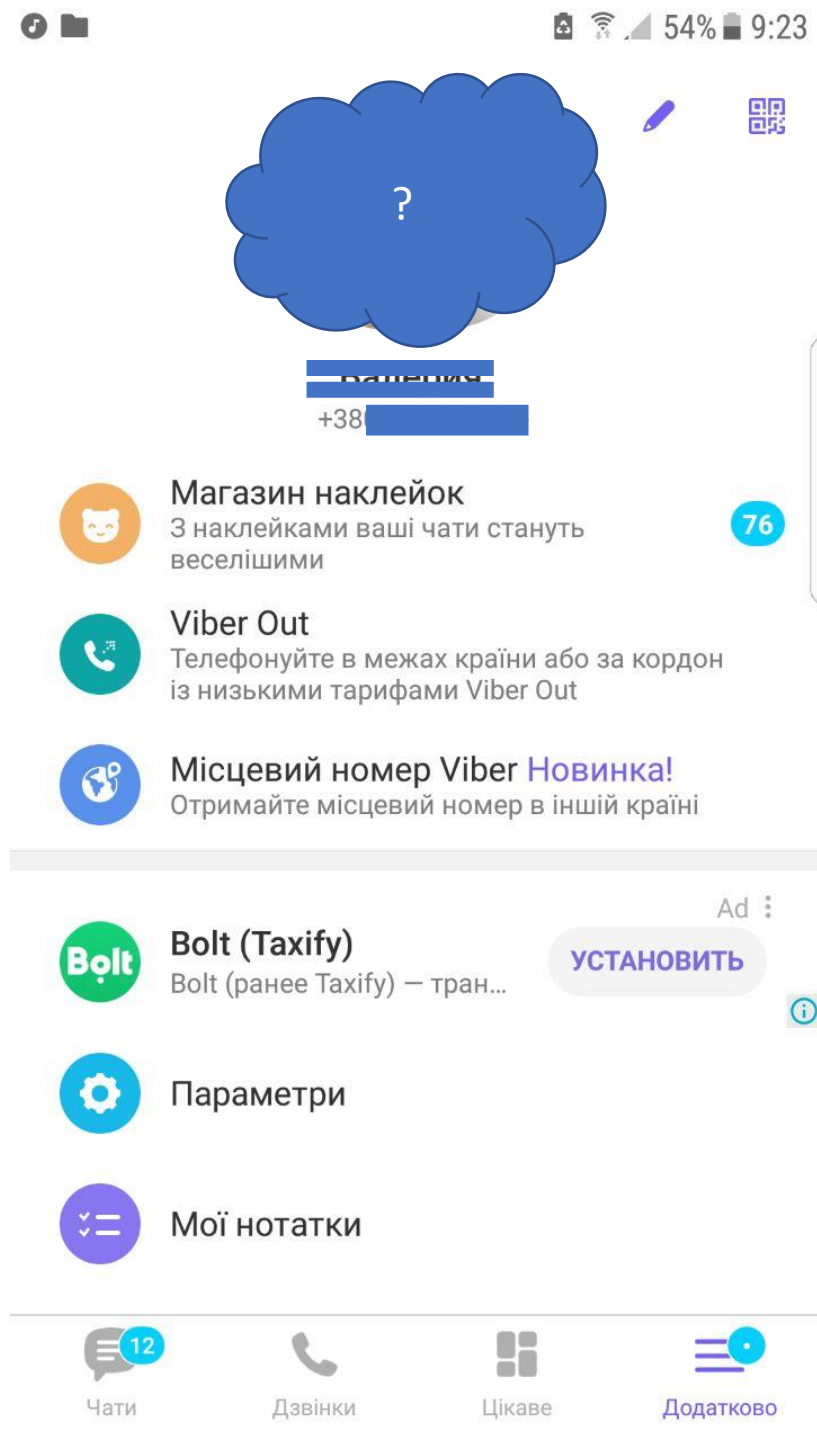 54% 9:23
?
+38
Магазин наклейок
З наклейками ваші чати стануть
веселішими
76
Viber Out
Телефонуйте в межах країни або за кордон
із низькими тарифами Viber Out
Місцевий номер Viber Новинка!
Отримайте місцевий номер в іншій країні
Ad
Bolt
Bolt (Taxify)
УСТАНОВИТЬ
Bolt (ранее Taxify) — тран...
Параметри
Мої нотатки
12
Чати
Дзвінки
Цікаве
Додатково